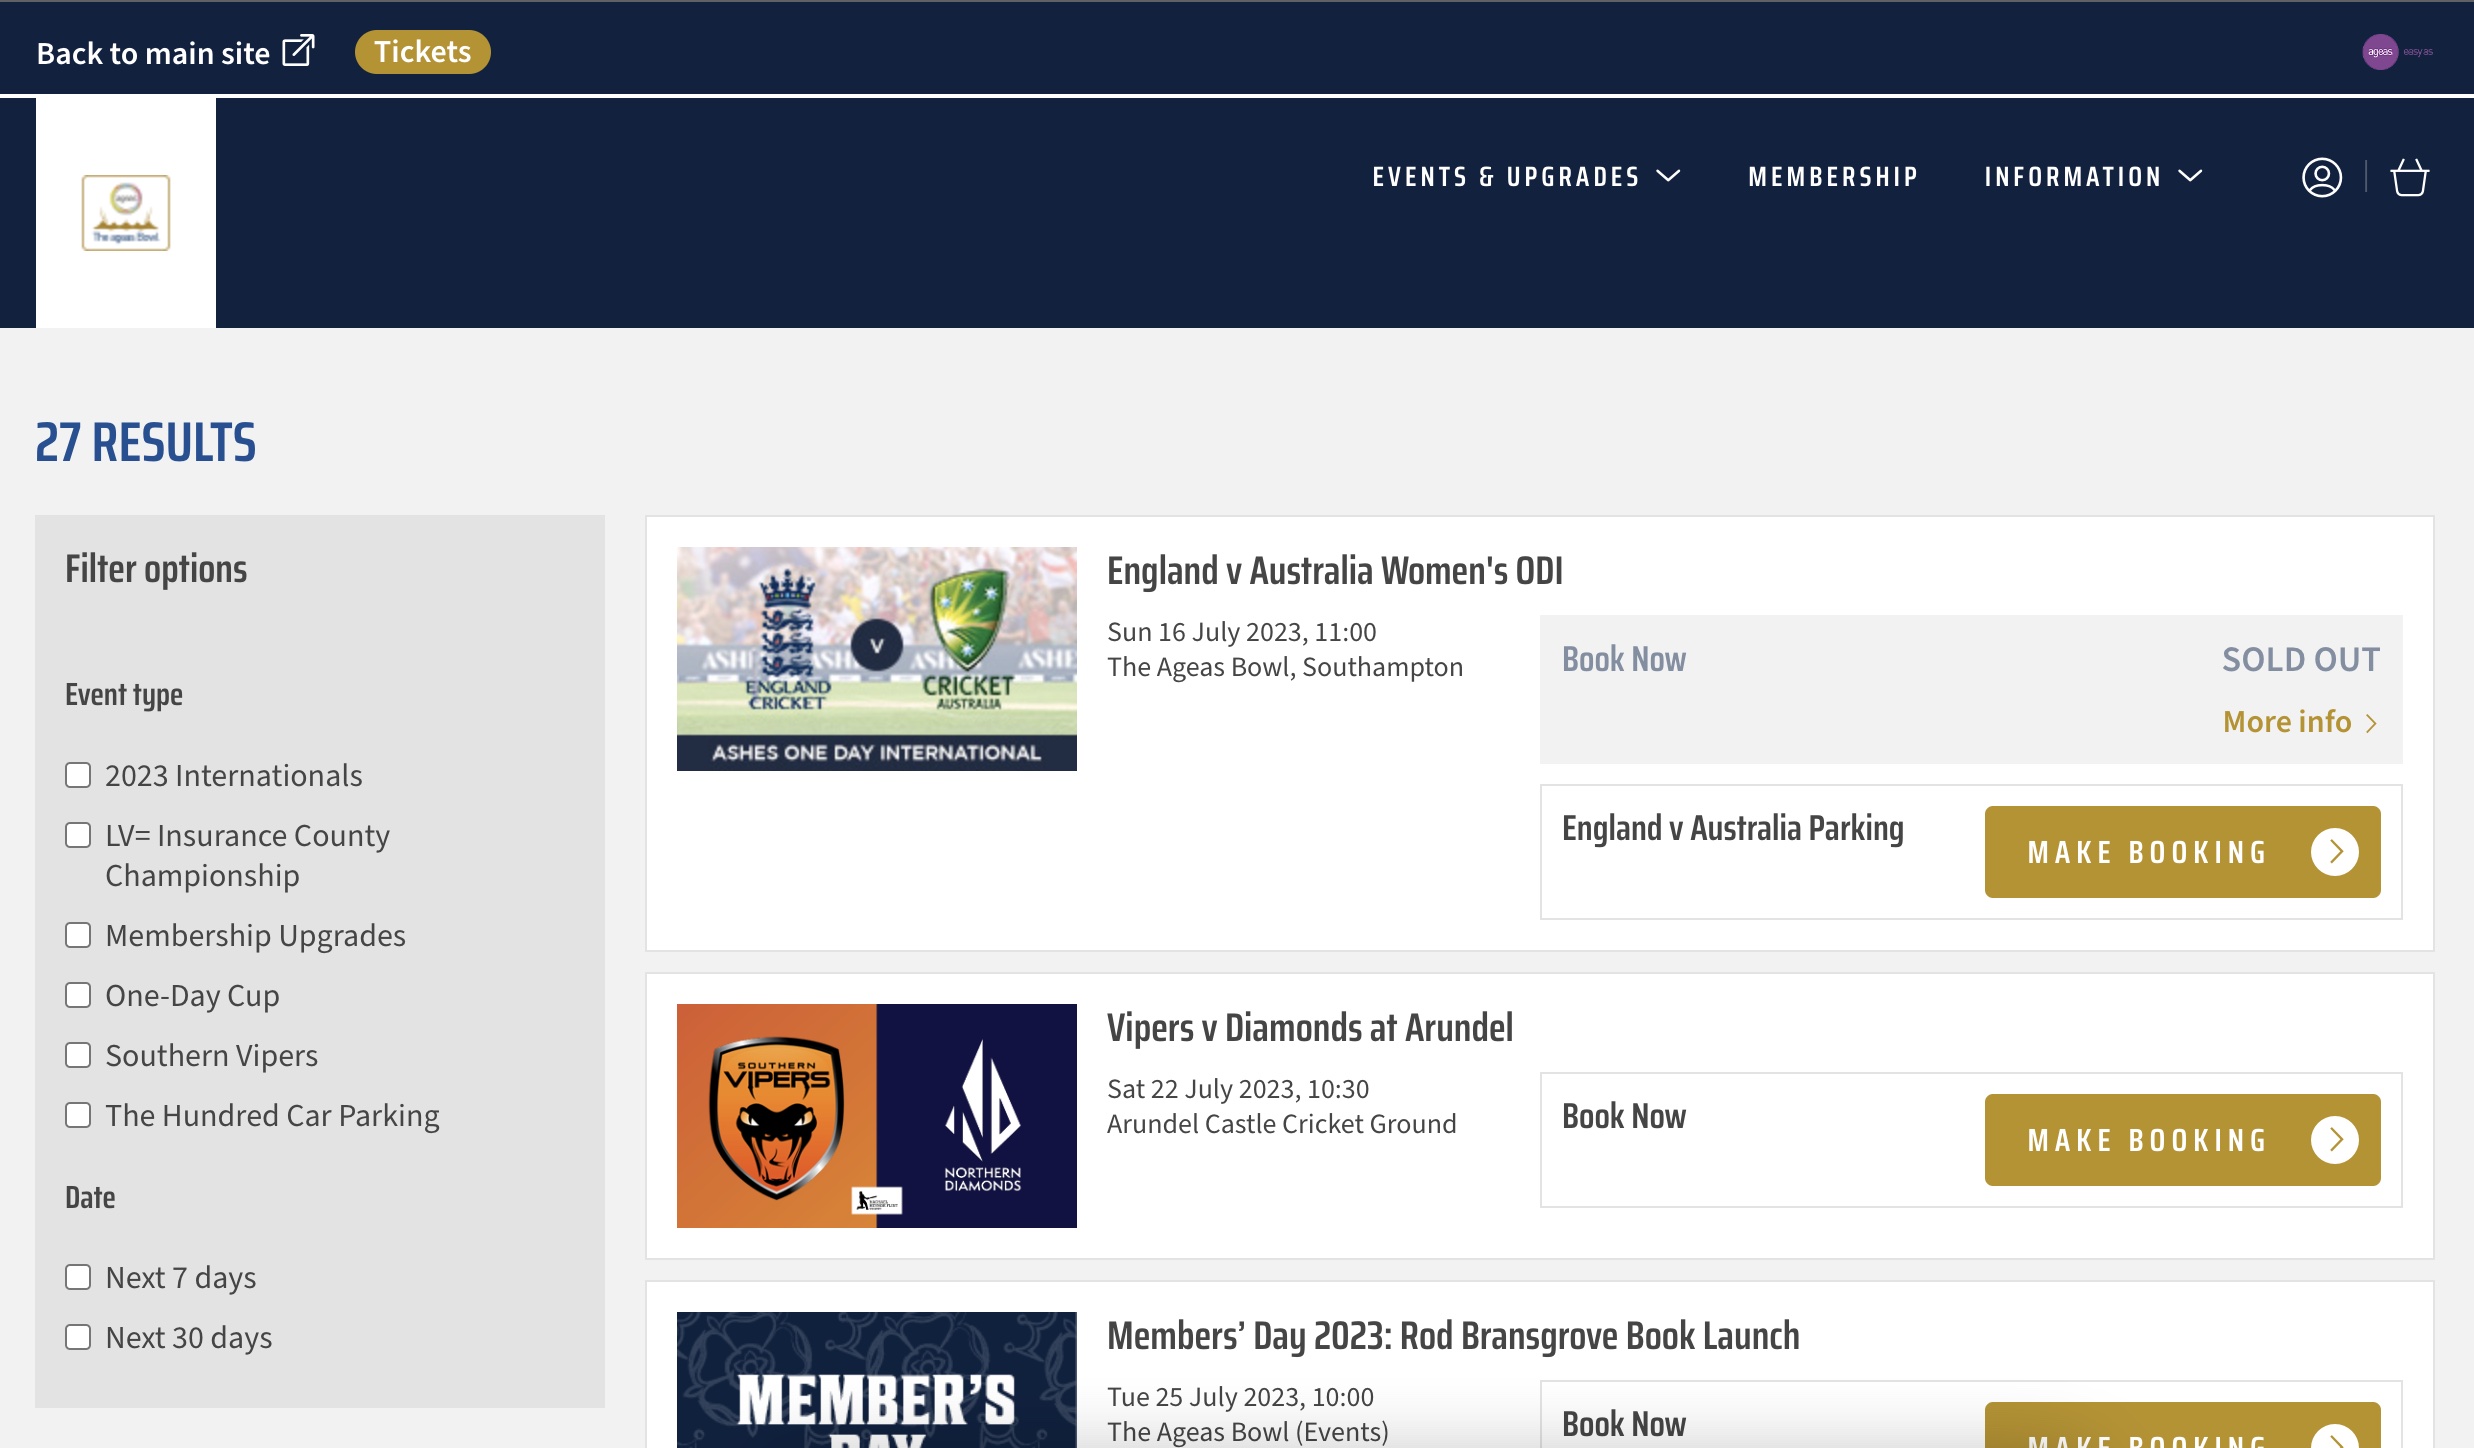 Back to main site
Tickets
ageas easy as
The ageas Bowl
EVENTS & UPGRADES
MEMBERSHIP
INFORMATION
27 RESULTS
Filter options
Event type
2023 Internationals
LV= Insurance County
Championship
Membership Upgrades
One-Day Cup
Southern Vipers
The Hundred Car Parking
Date
Next 7 days
Next 30 days
ENGLAND
CRICKET
V
CRICKET
AUSTRALIA
ASHES ONE DAY INTERNATIONAL
England v Australia Women's ODI
Sun 16 July 2023, 11:00
The Ageas Bowl, Southampton
Book Now
SOLD OUT
More info
England v Australia Parking
MAKE BOOKING
SOUTHERN
VIPERS
NORTHERN
DIAMONDS
Vipers v Diamonds at Arundel
Sat 22 July 2023, 10:30
Arundel Castle Cricket Ground
Book Now
MAKE BOOKING
MEMBER'S
DAY
Members’ Day 2023: Rod Bransgrove Book Launch
Tue 25 July 2023, 10:00
The Ageas Bowl (Events)
Book Now
MAKE BOOKING